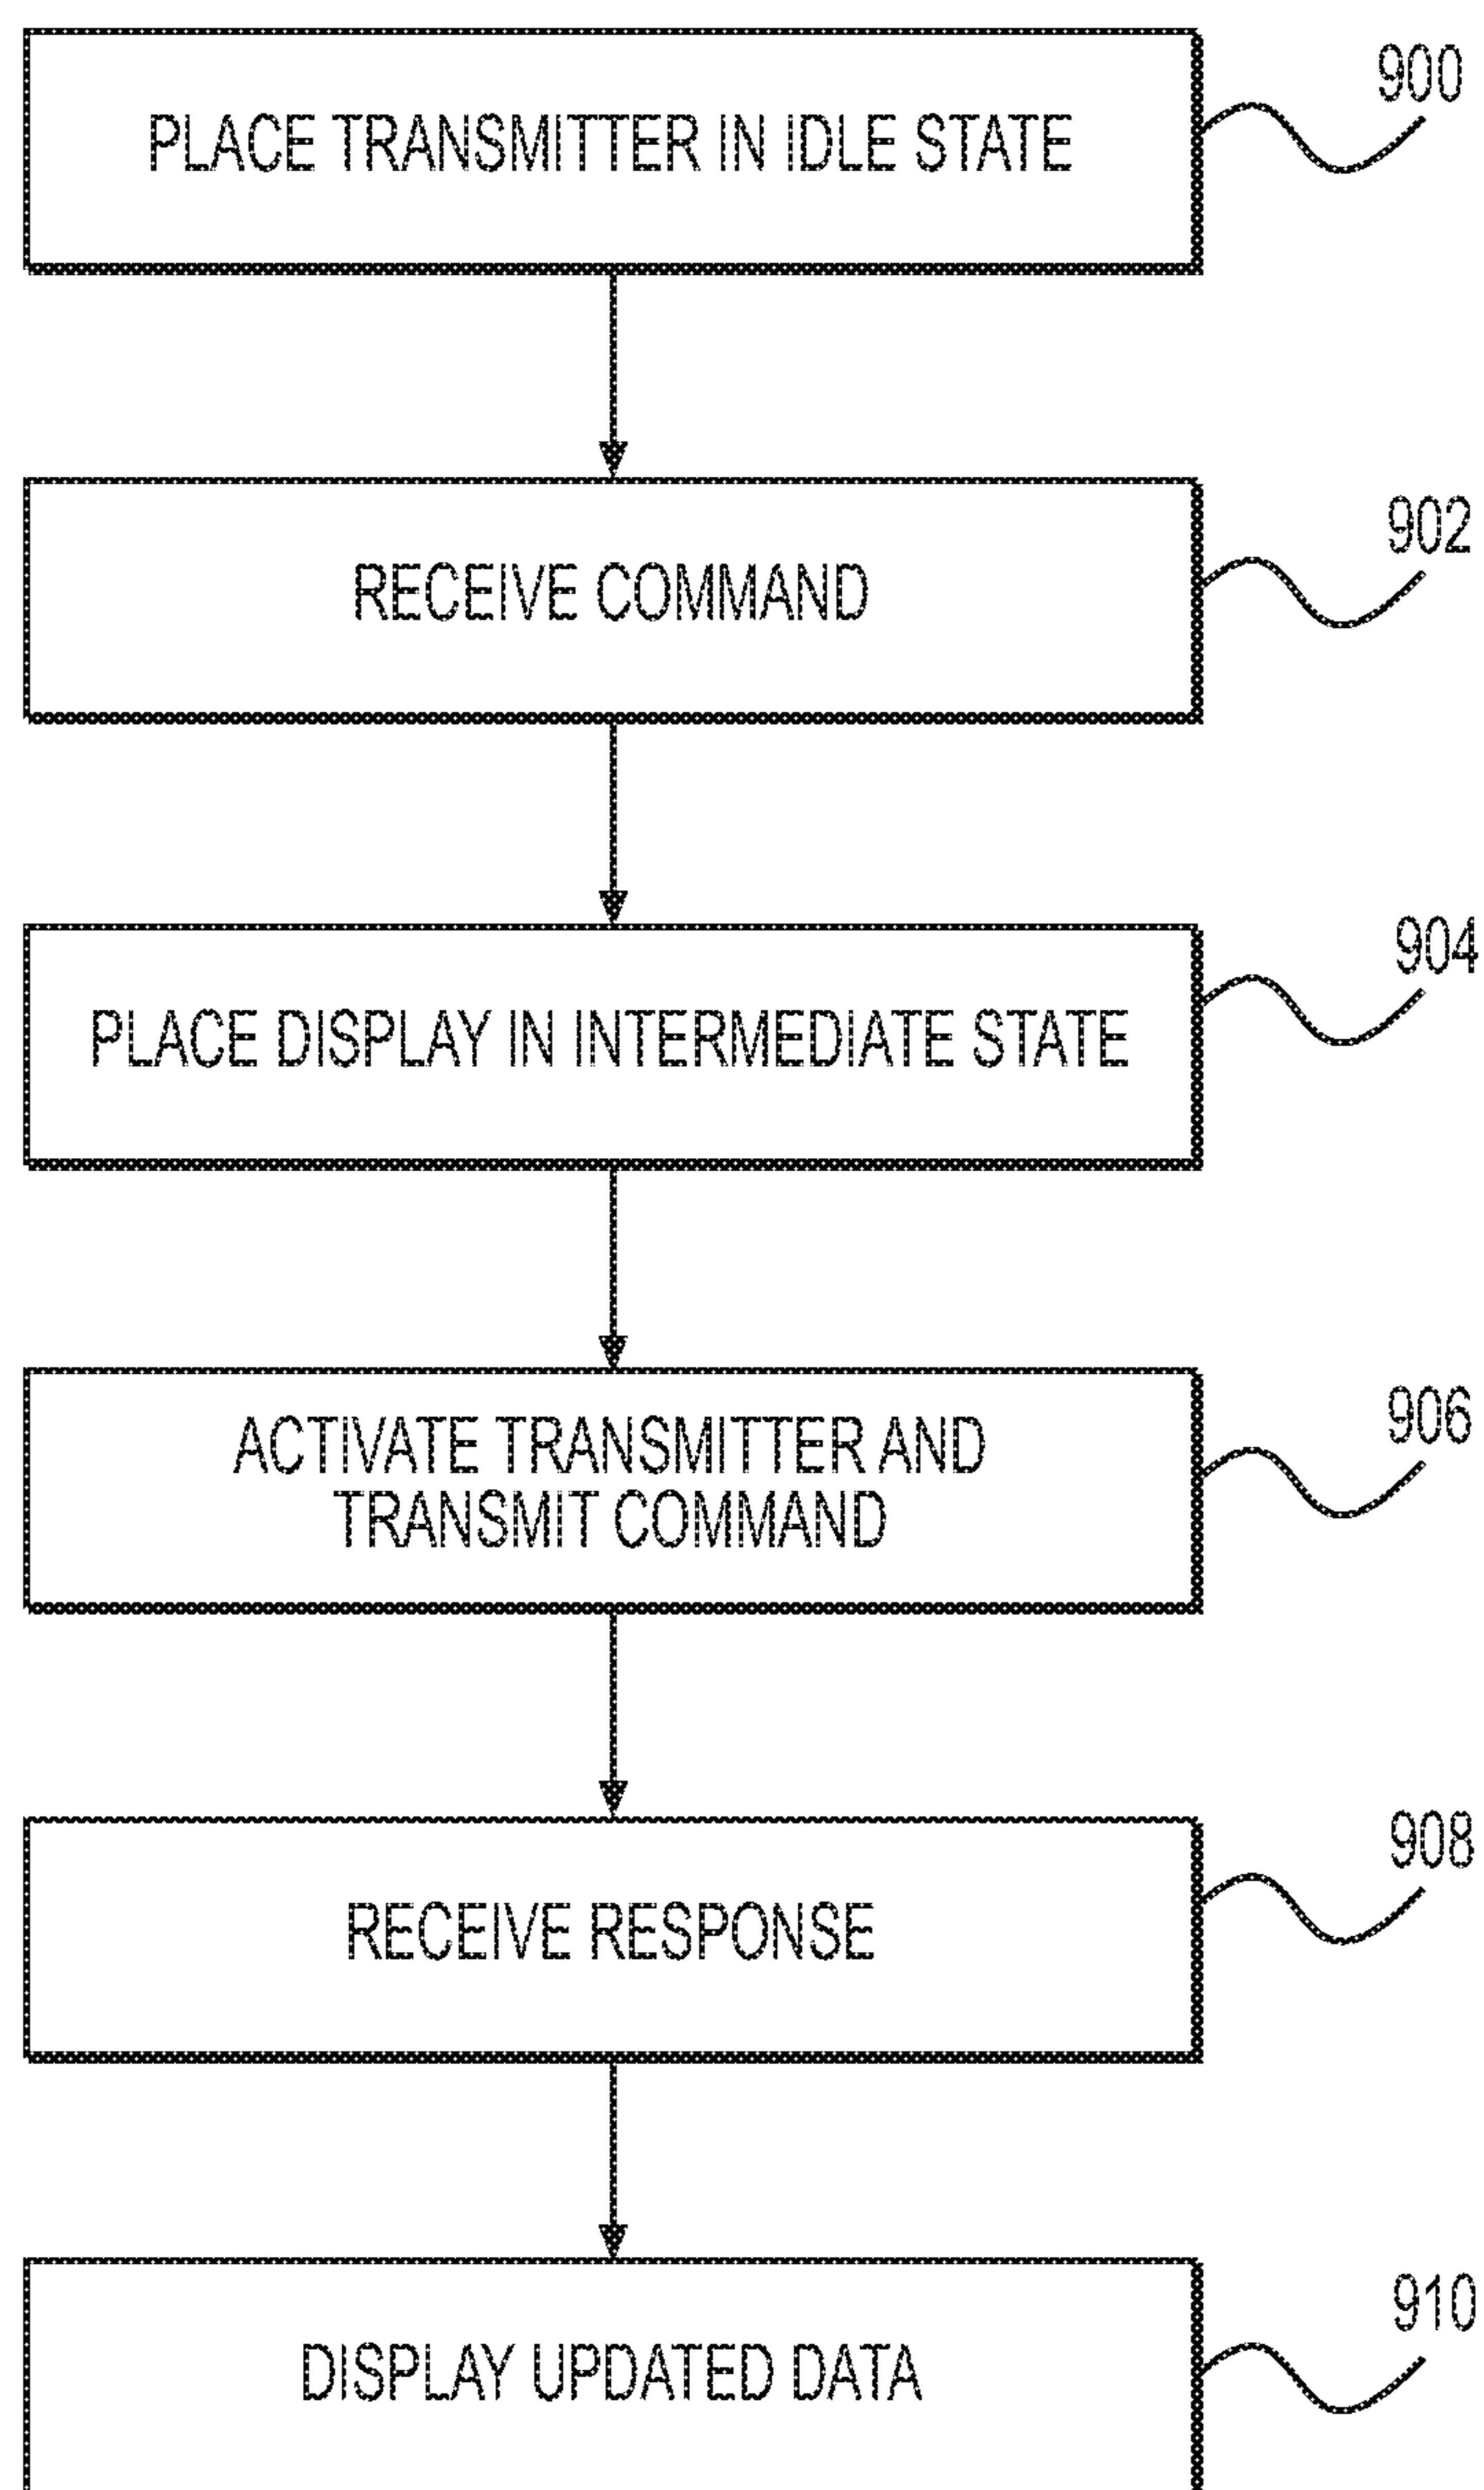 PLACE TRANSMITTER IN IDLE STATE
900
RECEIVE COMMAND
902
PLACE DISPLAY IN INTERMEDIATE STATE
904
ACTIVATE TRANSMITTER AND
TRANSMIT COMMAND
906
RECEIVE RESPONSE
908
DISPLAY UPDATED DATA
910